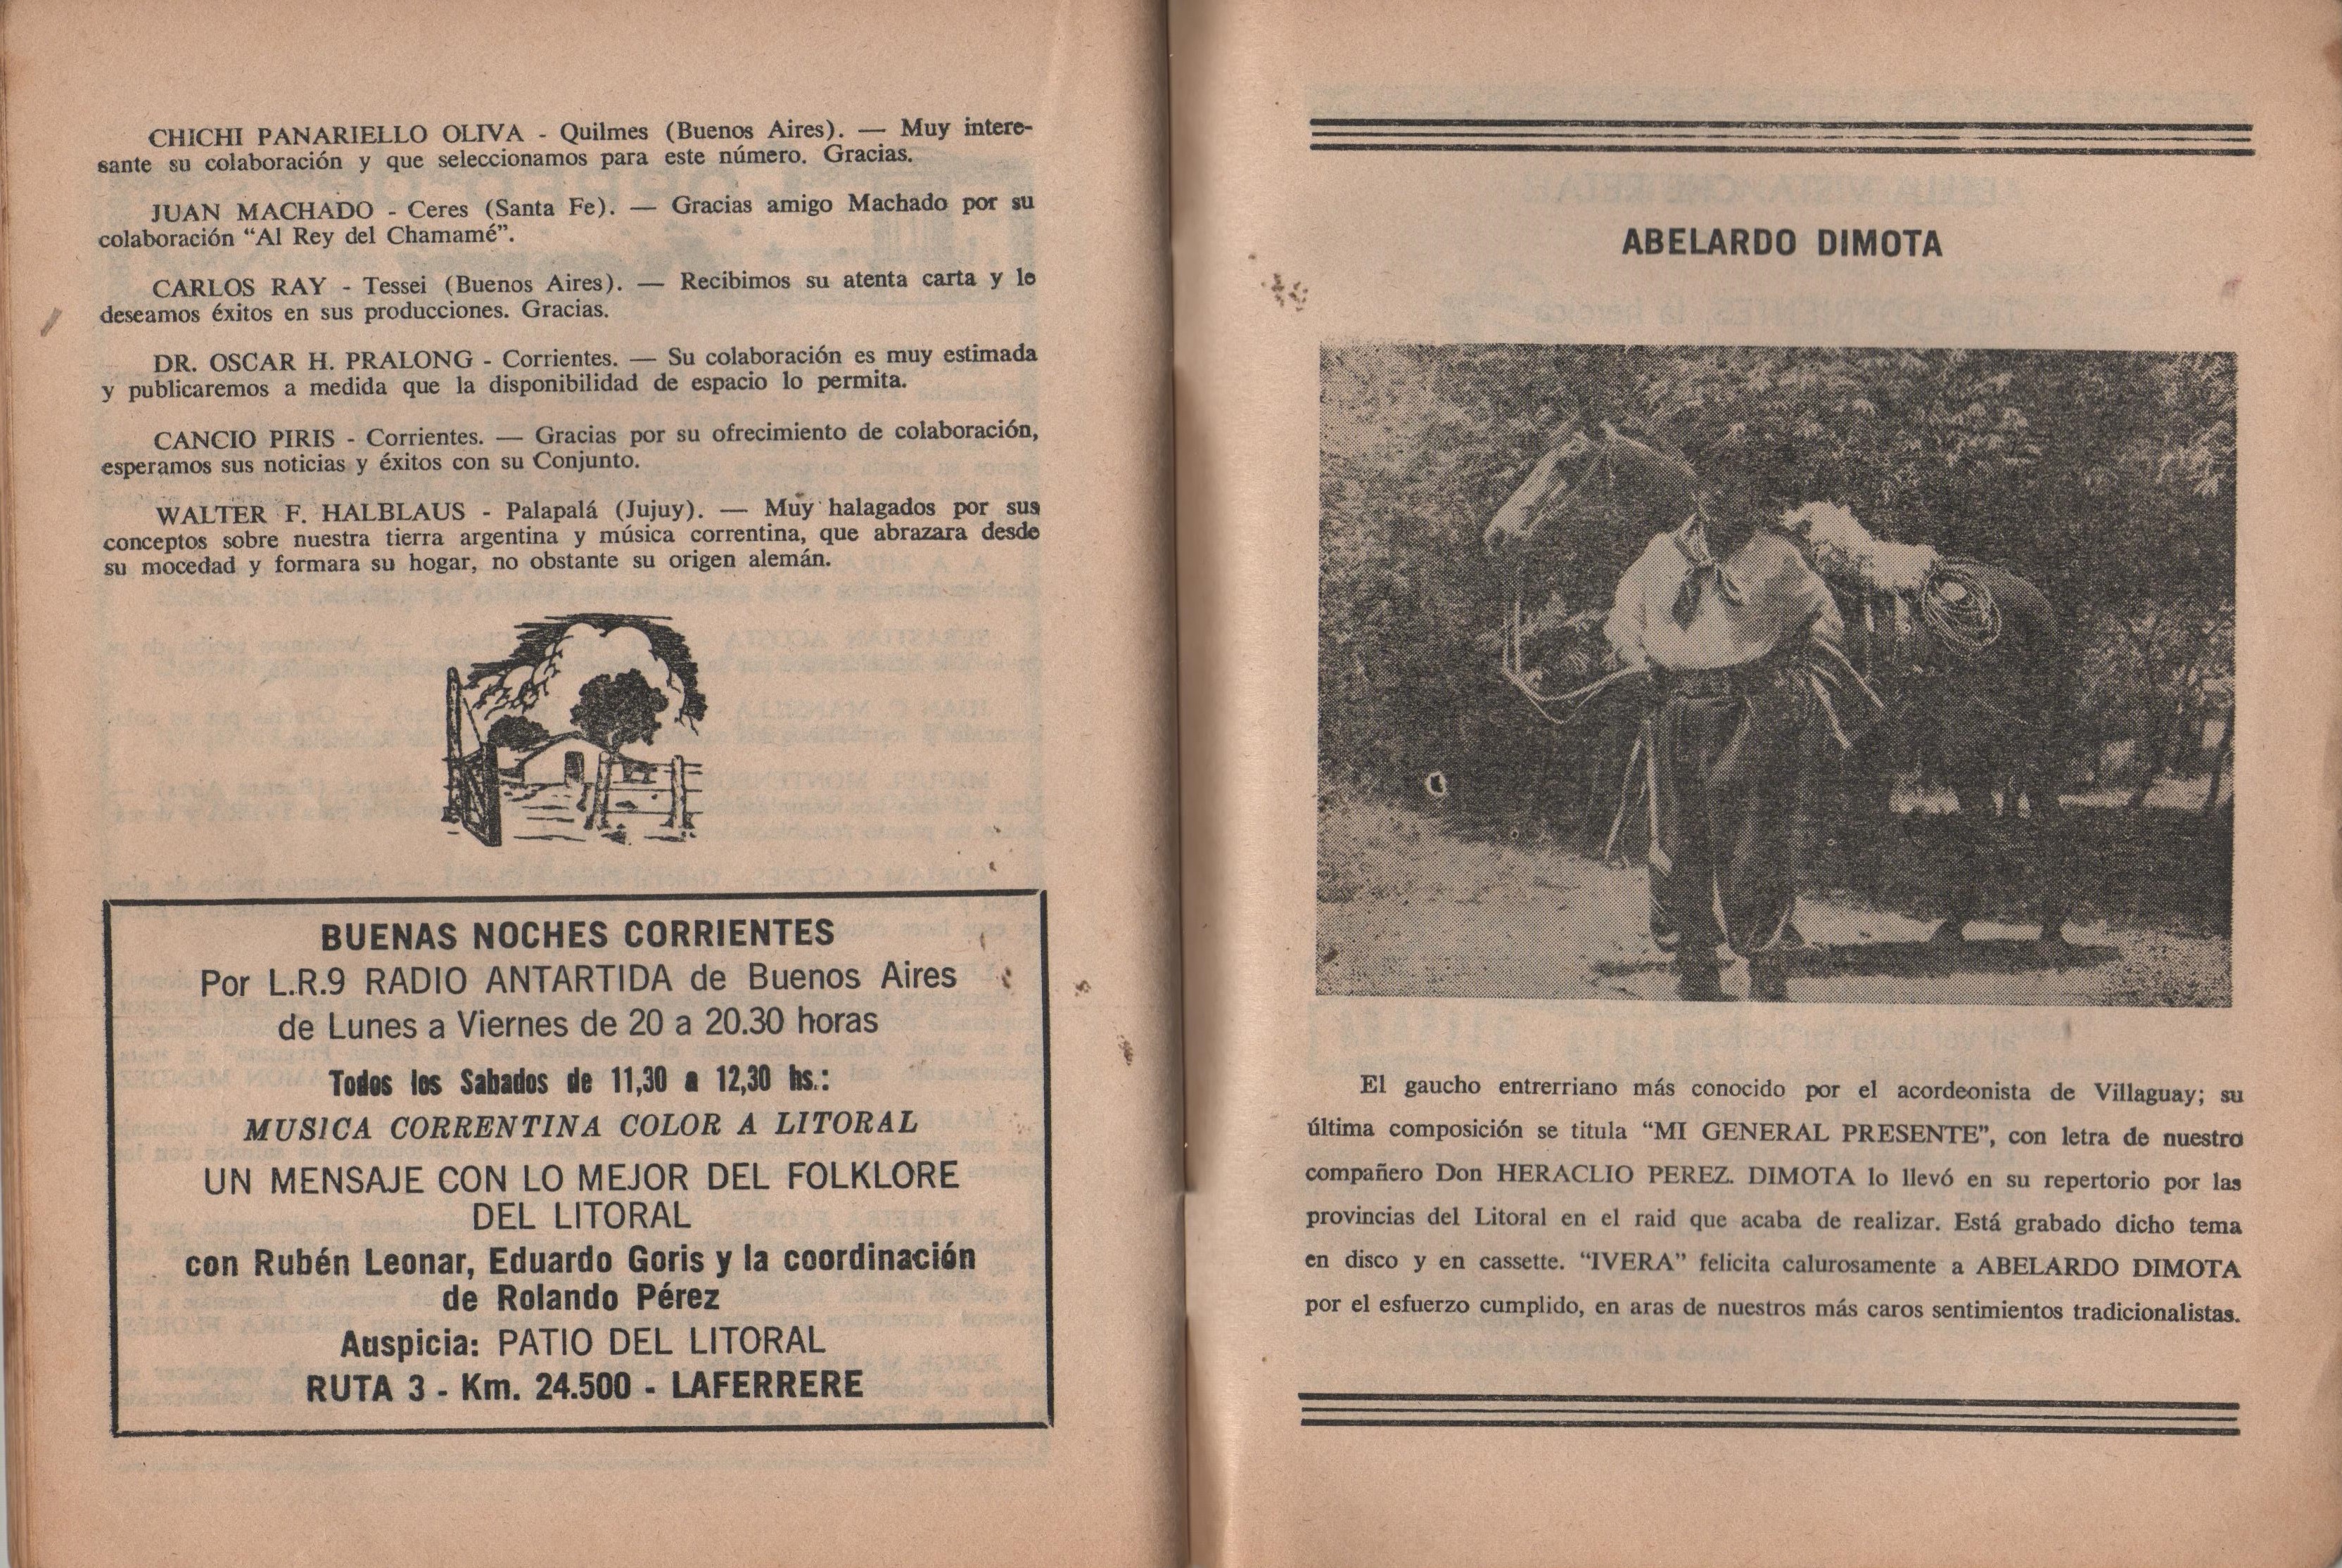 CHICHI PANARIELLO OLIVA - Quilmes (Buenos Aires). — Muy intere-
sante su colaboración y que seleccionamos para este número. Gracias.
JUAN MACHADO - Ceres (Santa Fe). — Gracias amigo Machado por su
colaboración “Al Rey del Chamamé”.
CARLOS RAY - Tessei (Buenos Aires). — Recibimos su atenta carta y le
deseamos éxitos en sus producciones. Gracias.
DR. OSCAR H. PRALONG - Corrientes. — Su colaboración es muy estimada
y publicaremos a medida que la disponibilidad de espacio lo permita.
CANCIO PIRIS - Corrientes. — Gracias por su ofrecimiento de colaboración,
esperamos sus noticias y éxitos con su Conjunto.
WALTER F. HALBLAUS - Palapalá (Jujuy). — Muy halagados por sus
conceptos sobre nuestra tierra argentina y música correntina, que abrazara desde
su mocedad y formara su hogar, no obstante su origen alemán.
BUENAS NOCHES CORRIENTES
Por L.R.9 RADIO ANTARTIDA de Buenos Aires
de Lunes a Viernes de 20 a 20.30 horas
Todos los Sabados de 11,30 a 12,30 hs.:
MUSICA CORRENTINA COLOR A LITORAL
UN MENSAJE CON LO MEJOR DEL FOLKLORE
DEL LITORAL
con Rubén Leonar, Eduardo Goris y la coordinación
de Rolando Pérez
Auspicia: PATIO DEL LITORAL
RUTA 3 - Km. 24.500 - LAFERRERE
ABELARDO DIMOTA
El gaucho entrerriano más conocido por el acordeonista de Villaguay; su
última composición se titula “MI GENERAL PRESENTE”, con letra de nuestro
compañero Don HERACLIO PEREZ. DIMOTA lo llevó en su repertorio por las
provincias del Litoral en el raid que acaba de realizar. Está grabado dicho tema
en disco y en cassette. “IVERA” felicita calurosamente a ABELARDO DIMOTA
por el esfuerzo cumplido, en aras de nuestros más caros sentimientos tradicionalistas.